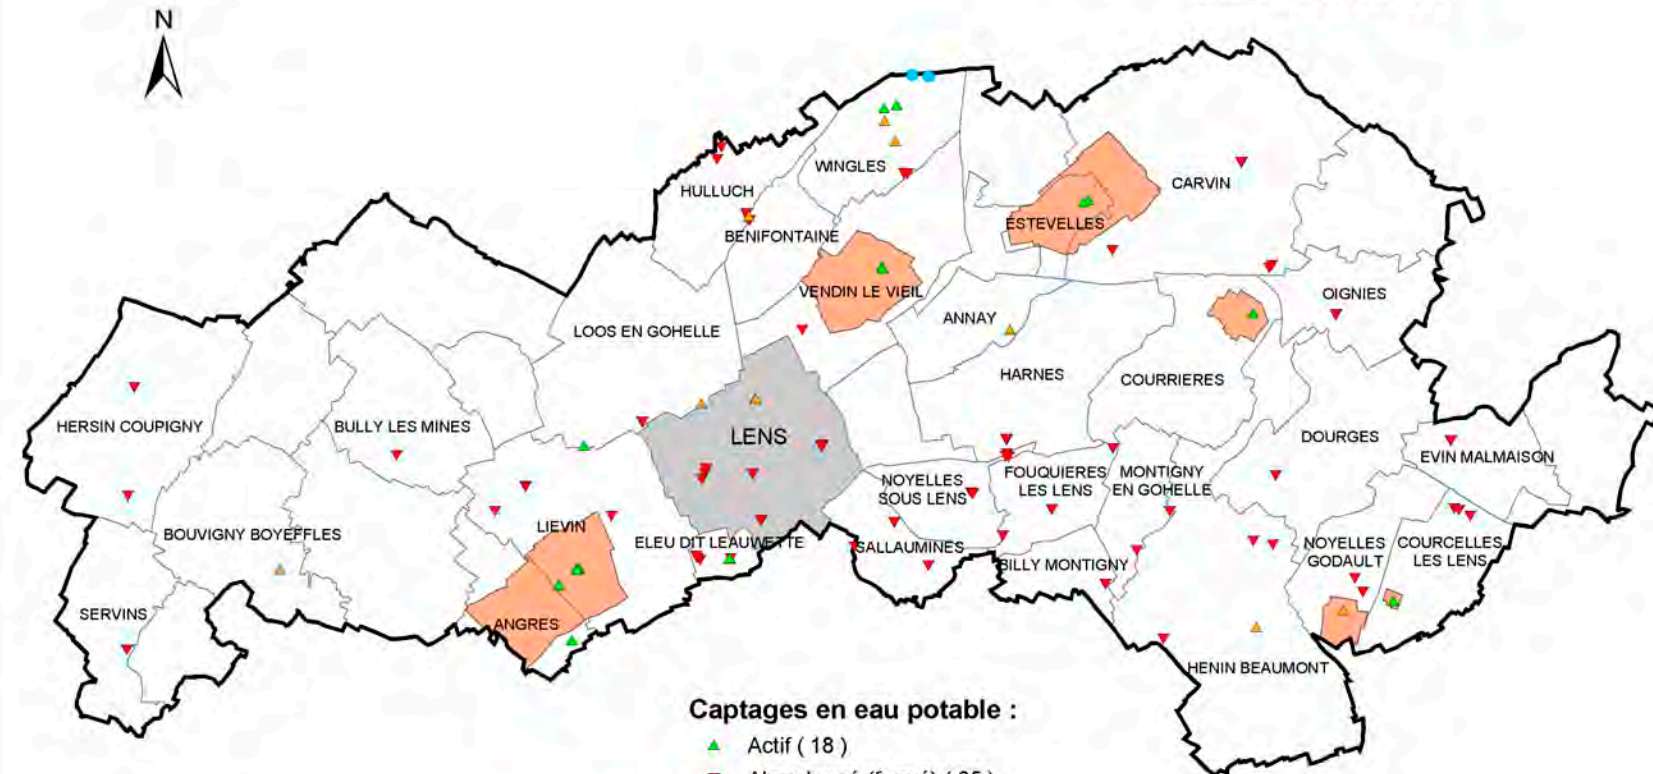 N
WINGLES
HULLUCH
CARVIN
ESTEVELLES
BENIFONTAINE
VENDIN LE VIEIL
OIGNIES
ANNAY
LOOS EN GOHELLE
HARNES
COURRIERES
HERSIN COUPIGNY
BULLY LES MINES
LENS
DOURGES
EVIN MALMAISON
NOYELLES
SOUS LENS
FOUQUIERES
LES LENS
MONTIGNY
EN GOHELLE
LIEVIN
BOUVIGNY BOYEFFLES
ELEU DIT LEAUWETTE
SALLAUMINES
BILLY MONTIGNY
NOYELLES
GODAULT
COURCELLES
LES LENS
SERVINS
ANGRES
HENIN BEAUMONT
Captages en eau potable :
Actif ( 18 )